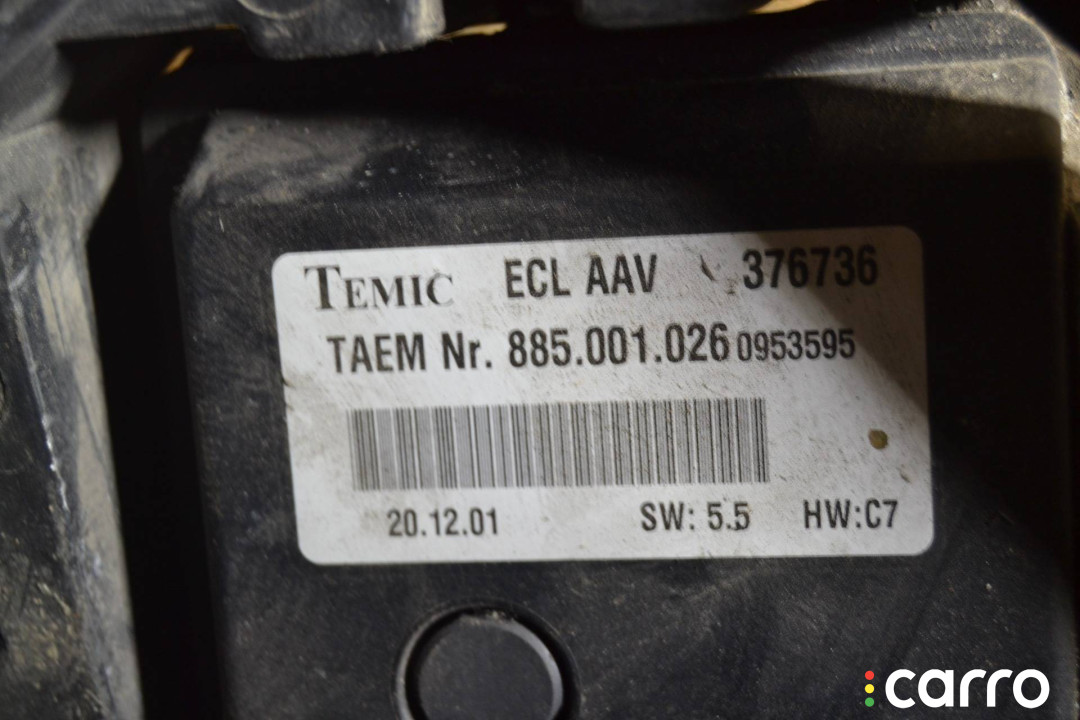 TEMIC ECL AAV 376736
TAEM Nr. 885.001.026 0953595
20.12.01 SW: 5.5 HW:C7
carro